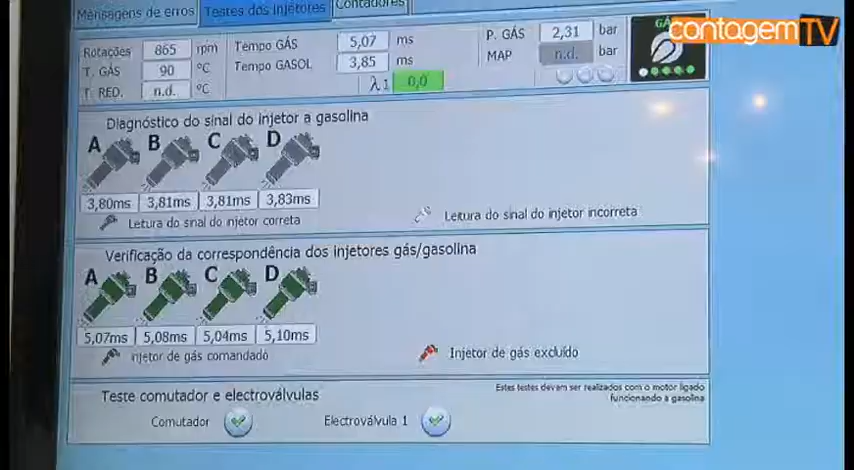 Mensagens de erros Testes dos injetores Contadores
contagemTV
Rotações 865 rpm Tempo GÁS 5,07 ms P. GÁS 2,31 bar
T. GÁS 90 ºC Tempo GASOL 3,85 ms MAP n.d. bar
T. RED. n.d. ºC λ1 0,0
Diagnóstico do sinal do injetor a gasolina
A B C D
3,80ms 3,81ms 3,81ms 3,83ms
Letura do sinal do njetor correta Leitura do sinal do injetor incorreta
Verificação da correspondência dos injetores gás/gasolina
A B C D
5,07ms 5,08ms 5,04ms 5,10ms
njetor de gás comandado Injetor de gás excluído
Teste comutador e electroválvulas Estes testes devem ser realizados com o motor ligado
funcionando a gasolina
Comutador Electroválvula 1